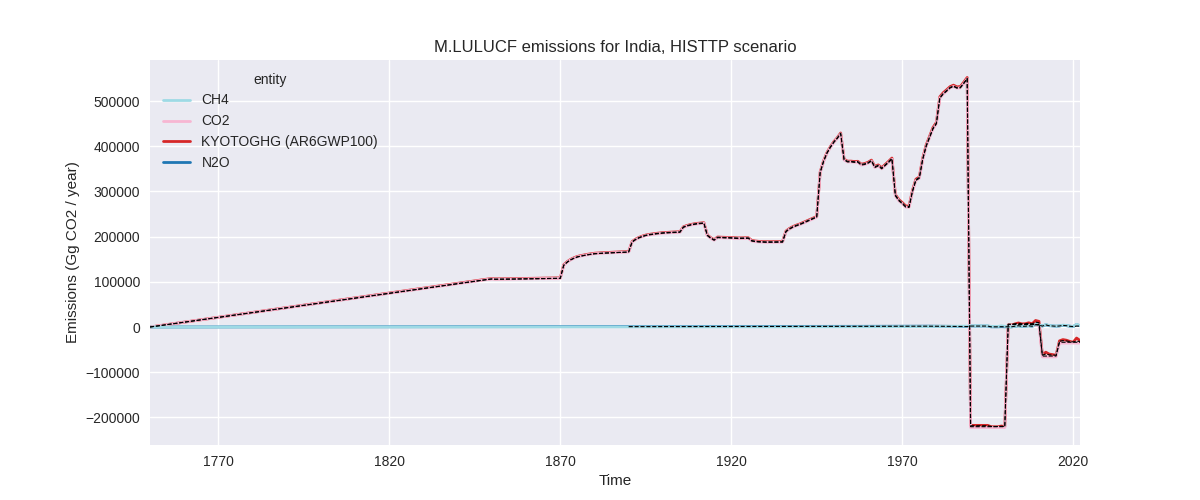 M.LULUCF emissions for India, HISTTP scenario
entity
CH4
CO2
KYOTOGHG (AR6GWP100)
N2O
Emissions (Gg CO2 / year)
500000
400000
300000
200000
100000
0
−100000
−200000
1770
1820
1870
1920
1970
2020
Time